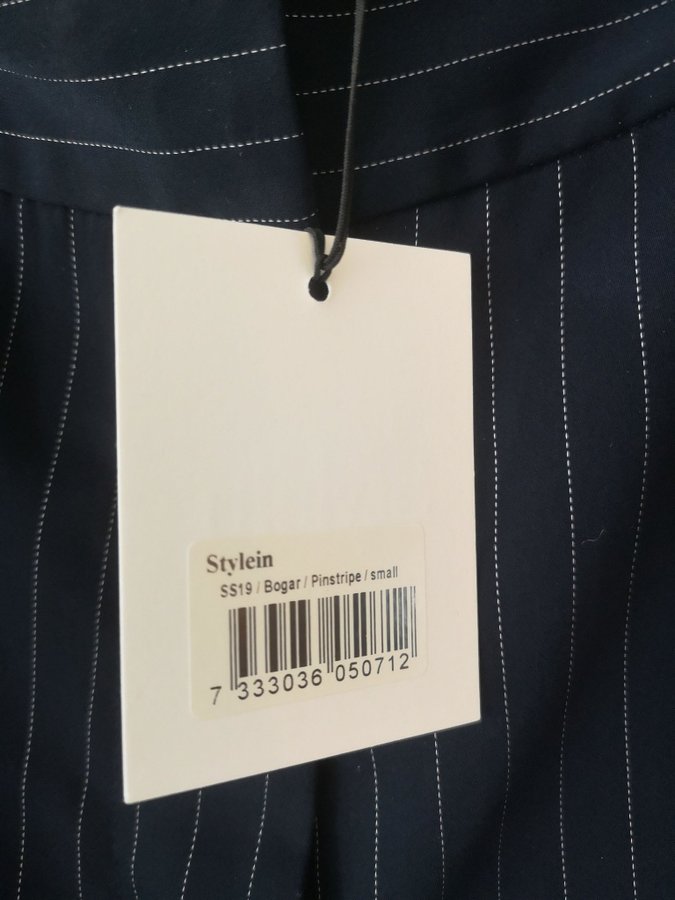 Stylein
SS19 / Bogar / Pinstripe / small
7 333036 050712